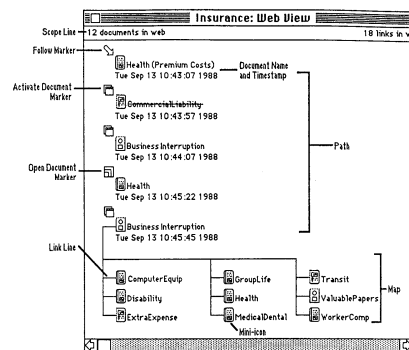 Insurance: Web View
Scope Line
12 documents in web
18 links in w
Follow Marker
Health (Premium Costs)
Tue Sep 13 10:43:07 1988
Document Name
and Timestamp
Activate Document
Marker
CommercialLiability
Tue Sep 13 10:43:57 1988
Business Interruption
Tue Sep 13 10:44:07 1988
Path
Open Document
Marker
Health
Tue Sep 13 10:45:22 1988
Business Interruption
Tue Sep 13 10:45:45 1988
Link Line
ComputerEquip
GroupLife
Transit
Disability
Health
ValuablePapers
Map
ExtraExpense
MedicalDental
WorkerComp
Mini-icon